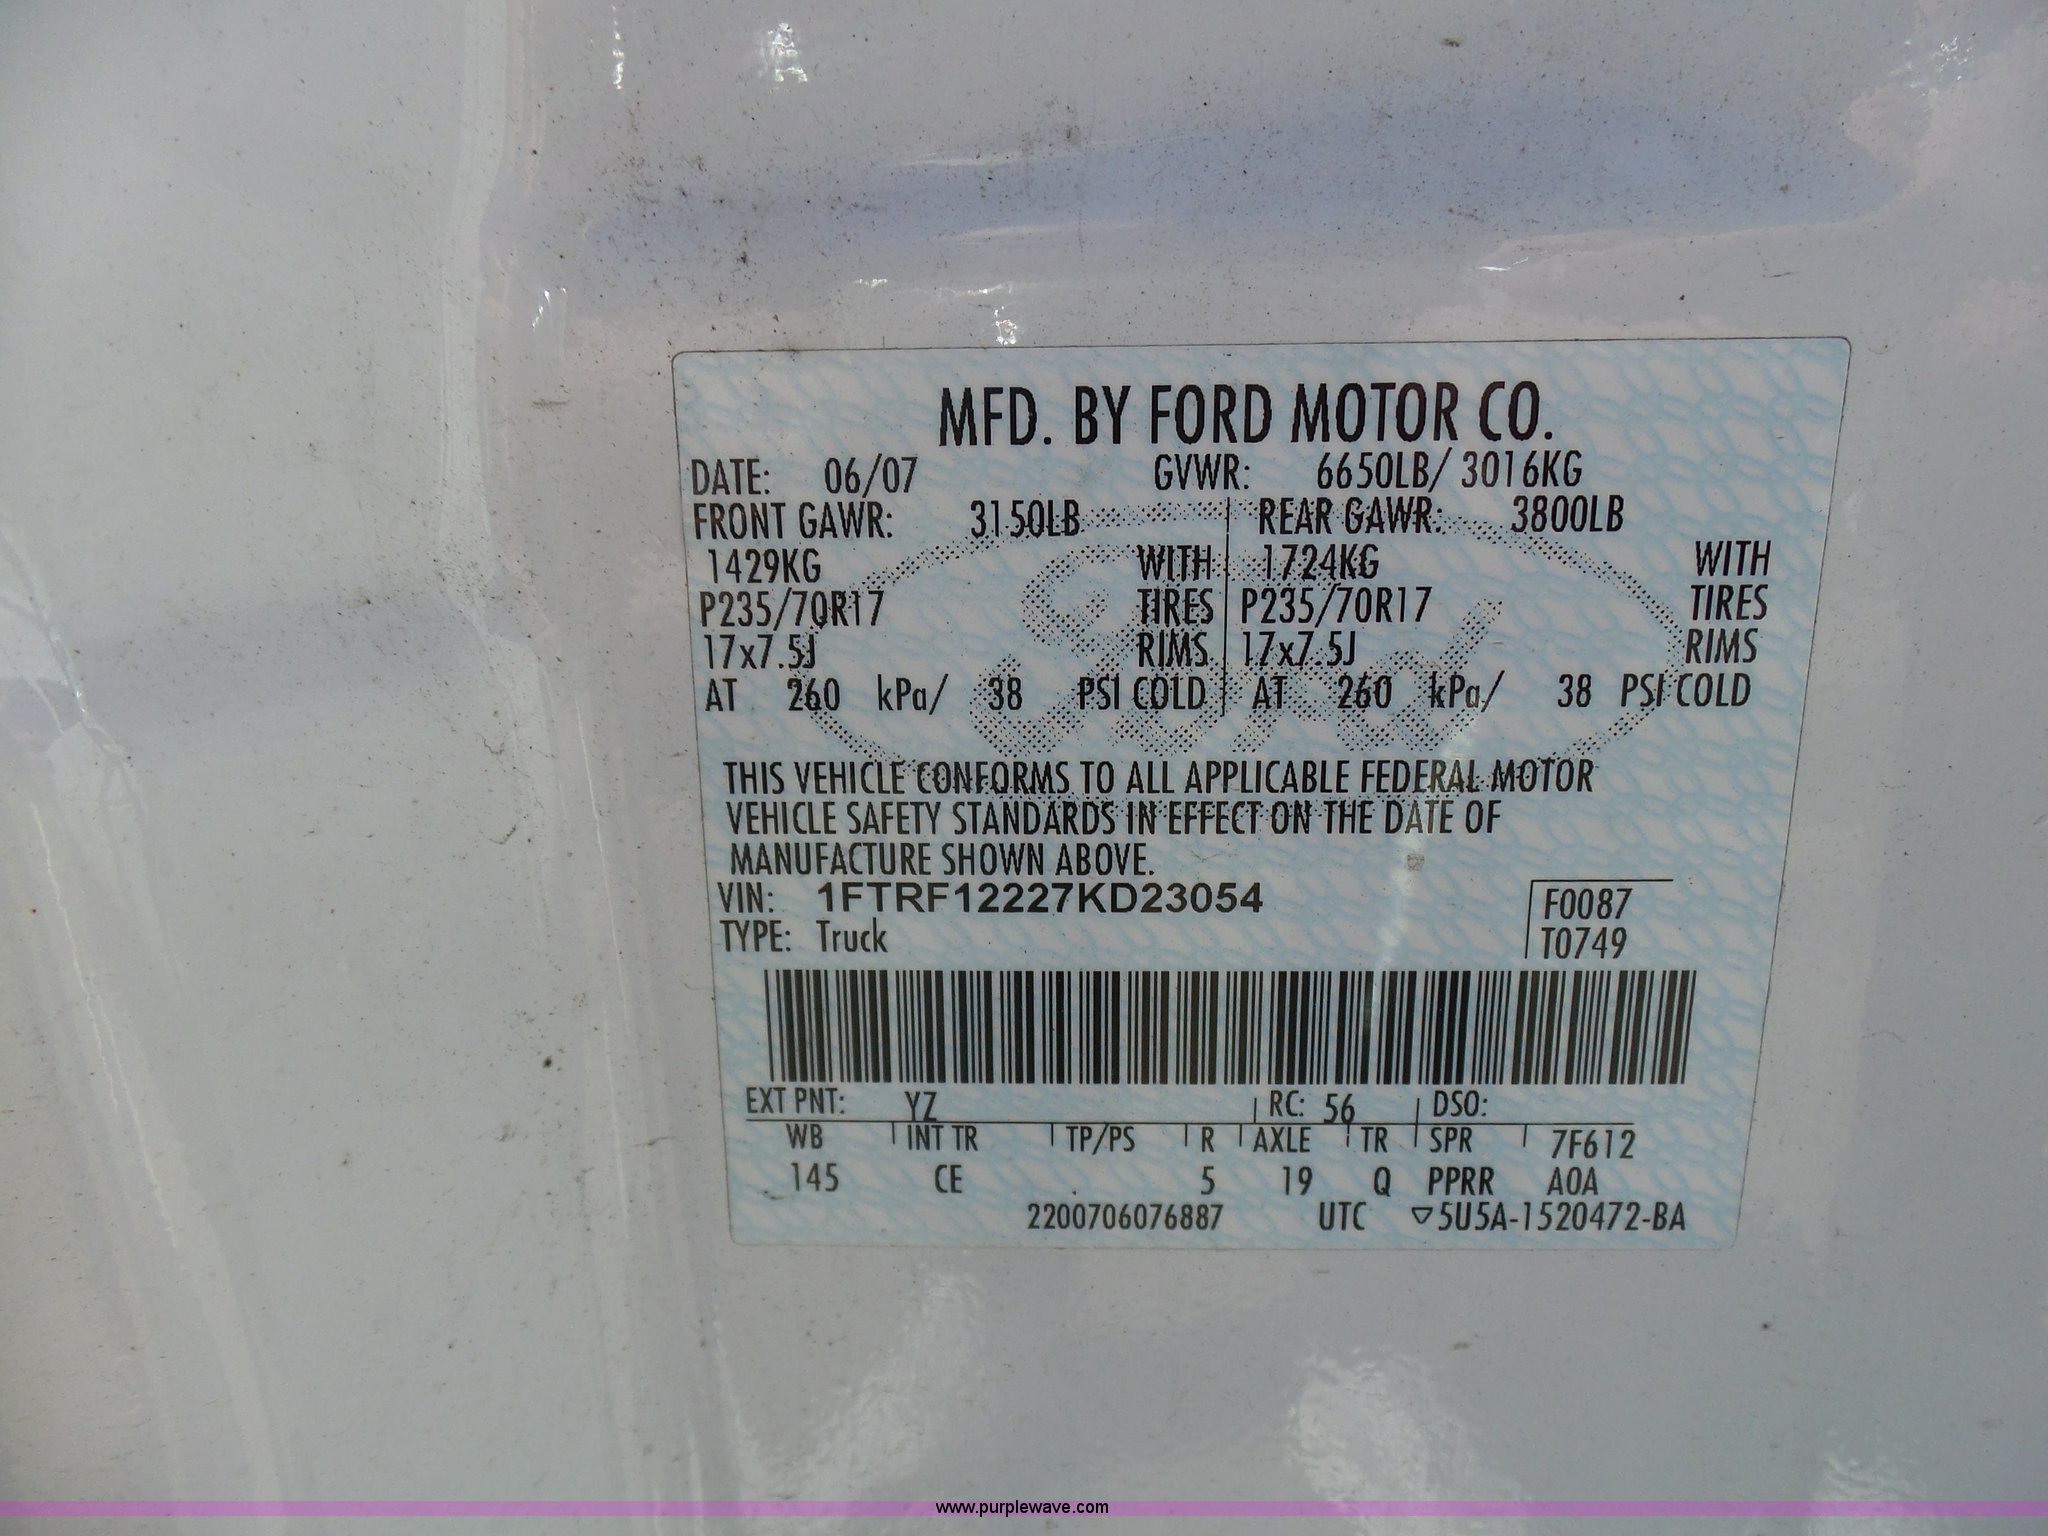 MFD. BY FORD MOTOR CO.
DATE: 06/07 GVWR: 6650LB/ 3016KG
FRONT GAWR: 3150LB REAR GAWR: 3800LB
1429KG WITH 1724KG WITH
P235/70R17 TIRES P235/70R17 TIRES
17x7.5J RIMS 17x7.5J RIMS
AT 260 kPa/ 38 PSI COLD AT 260 kPa/ 38 PSI COLD
Ford
THIS VEHICLE CONFORMS TO ALL APPLICABLE FEDERAL MOTOR
VEHICLE SAFETY STANDARDS IN EFFECT ON THE DATE OF
MANUFACTURE SHOWN ABOVE.
VIN: 1FTRF12227KD23054 F0087
TYPE: Truck T0749
EXT PNT: YZ RC: 56 DSO:
WB INT TR TP/PS R AXLE TR SPR 7F612
145 CE 5 19 Q PPRR AOA
2200706076887 UTC ▽5U5A-1520472-BA
www.purplewave.com